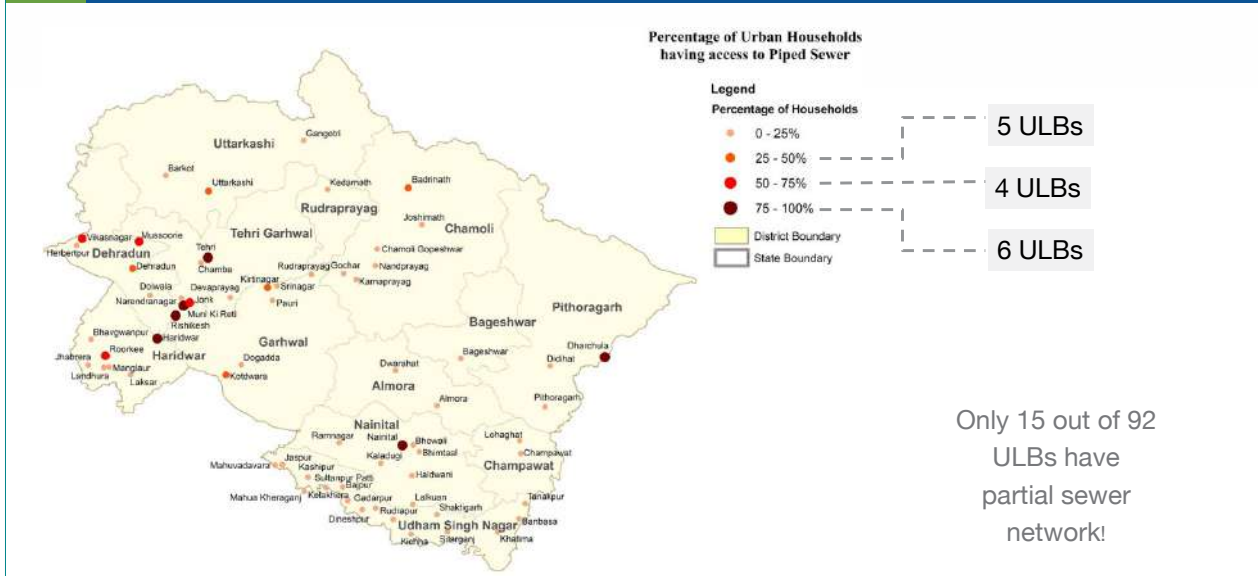 Percentage of Urban Households
having access to Piped Sewer
Legend
Percentage of Households
0 - 25%
25 - 50%
50 - 75%
75 - 100%
District Boundary
State Boundary
5 ULBs
4 ULBs
6 ULBs
Only 15 out of 92
ULBs have
partial sewer
network!
Gangotri
Uttarkashi
Barkot
Uttarkashi
Kedarnath
Badrinath
Rudraprayag
Joshimath
Chamoli
Vikasnagar
Mussoorie
Herbertpur
Dehradun
Tehri Garhwal
Tehri
Chamba
Chamoli Gopeshwar
Dehradun
Rudraprayag
Gochar
Nandprayag
Karnaprayag
Kirtinagar
Srinagar
Doiwala
Devaprayag
Narendranagar
Jonk
Pauri
Muni Ki Reti
Rishikesh
Pithoragarh
Bageshwar
Bhavgwanpur
Haridwar
Garhwal
Roorkee
Haridwar
Jhabrera
Manglaur
Landhura
Laksar
Dogadda
Kotdwara
Dwarahat
Bageshwar
Didihat
Dharchula
Almora
Almora
Pithoragarh
Nainital
Ramnagar
Nainital
Bhowali
Bhimtaal
Lohaghat
Champawat
Champawat
Kaladugi
Jaspur
Mahuvadavara
Kashipur
Haldwani
Sultanpur Patti
Bajpur
Mahua Kheraganj
Kelakhera
Gadarpur
Lalkuan
Tanakpur
Dineshpur
Rudrapur
Shaktigarh
Banbasa
Udham Singh Nagar
Kichha
Sitarganj
Khatima